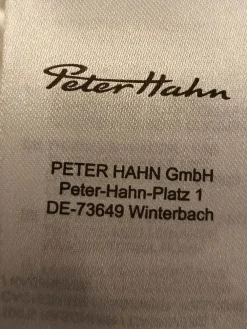 Peter Hahn
PETER HAHN GmbH
Peter-Hahn-Platz 1
DE-73649 Winterbach